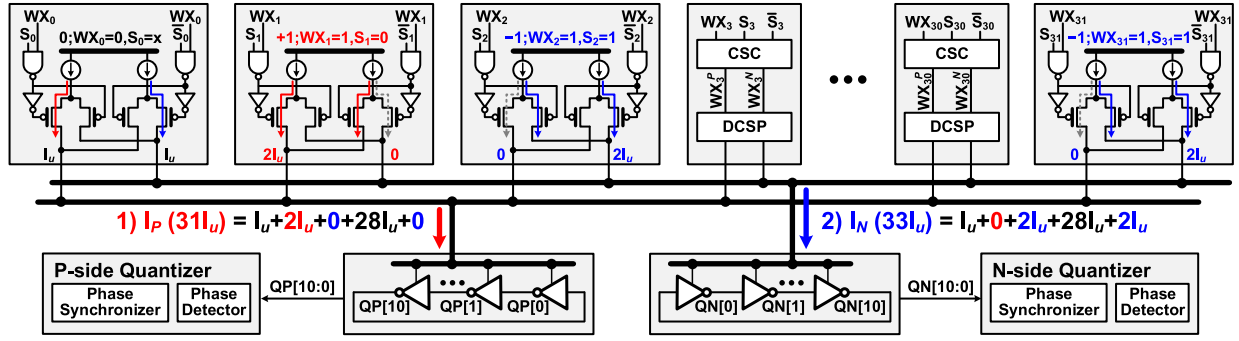 WX0 WX0
S0 S̅0
0;WX0=0,S0=x
Iu Iu
WX1 WX1
S1 S̅1
+1;WX1=1,S1=0
2Iu 0
WX2 WX2
S2 S̅2
−1;WX2=1,S2=1
0 2Iu
WX3 S3 S̅3
CSC
WX3^P WX3^N
DCSP
•••
WX30 S30 S̅30
CSC
WX30^P WX30^N
DCSP
WX31 WX31
S31 S̅31
−1;WX31=1,S31=1
0 2Iu
1) IP (31Iu) = Iu+2Iu+0+28Iu+0
2) IN (33Iu) = Iu+0+2Iu+28Iu+2Iu
P-side Quantizer
Phase Synchronizer
Phase Detector
QP[10:0]
•••
QP[10] QP[1] QP[0]
•••
QN[0] QN[1] QN[10]
QN[10:0]
N-side Quantizer
Phase Synchronizer
Phase Detector